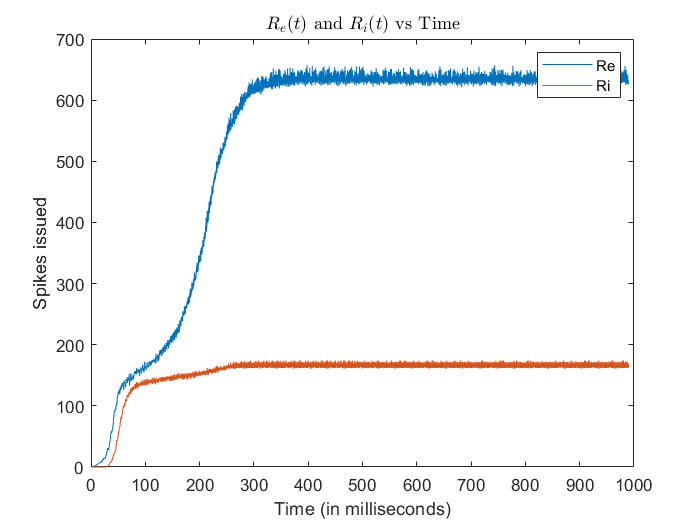 R_e(t) and R_i(t) vs Time
700
600
500
400
300
200
100
0
Spikes issued
Re
Ri
0 100 200 300 400 500 600 700 800 900 1000
Time (in milliseconds)